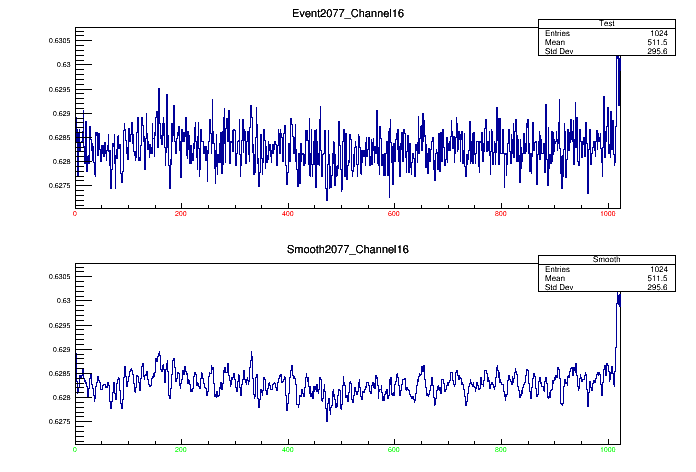 Event2077_Channel16
Test
Entries 1024
Mean 511.5
Std Dev 295.6
0.6305
0.63
0.6295
0.629
0.6285
0.628
0.6275
0 200 400 600 800 1000
Smooth2077_Channel16
Smooth
Entries 1024
Mean 511.5
Std Dev 295.6
0.6305
0.63
0.6295
0.629
0.6285
0.628
0.6275
0 200 400 600 800 1000